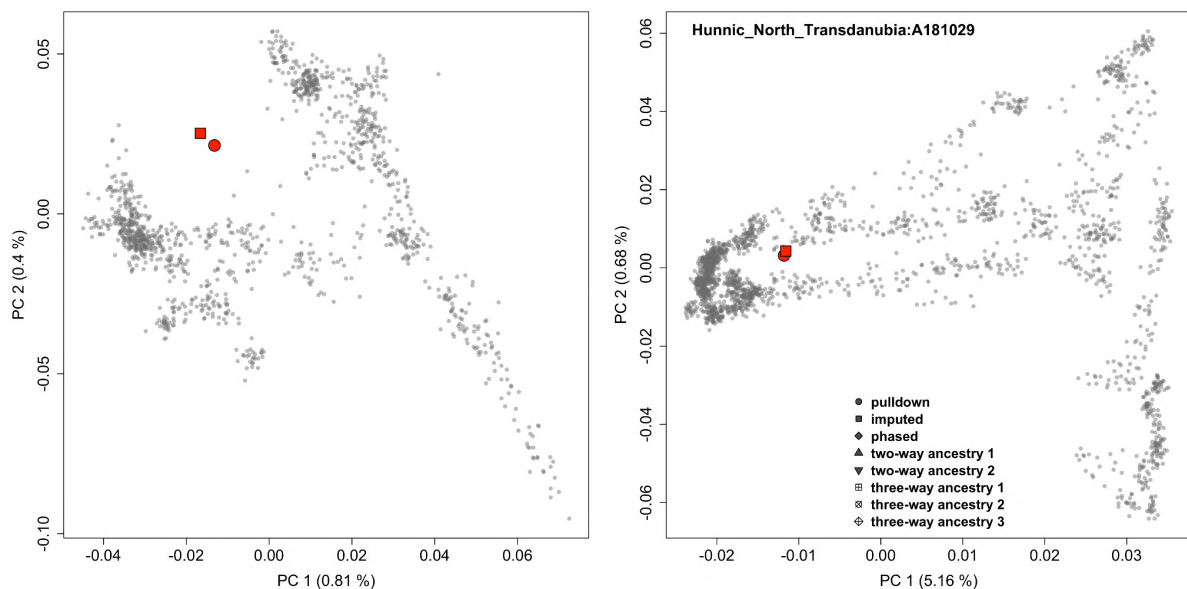 0.05
0.00
-0.05
-0.10
PC 2 (0.4 %)
-0.04
-0.02
0.00
0.02
0.04
0.06
PC 1 (0.81 %)
Hunnic_North_Transdanubia:A181029
0.06
0.04
0.02
0.00
-0.02
-0.04
-0.06
PC 2 (0.68 %)
pulldown
imputed
phased
two-way ancestry 1
two-way ancestry 2
three-way ancestry 1
three-way ancestry 2
three-way ancestry 3
-0.02
-0.01
0.00
0.01
0.02
0.03
PC 1 (5.16 %)